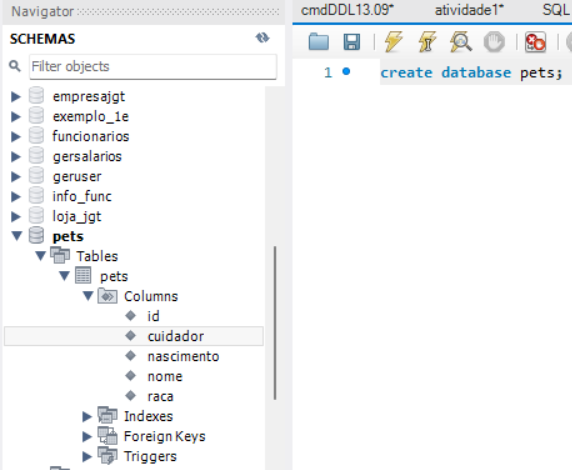 Navigator
SCHEMAS
Filter objects
empresajgt
exemplo_1e
funcionarios
gersalarios
geruser
info_func
loja_jgt
pets
Tables
pets
Columns
id
cuidador
nascimento
nome
raca
Indexes
Foreign Keys
Triggers
cmdDDL13.09* atividade1* SQL
1 create database pets;